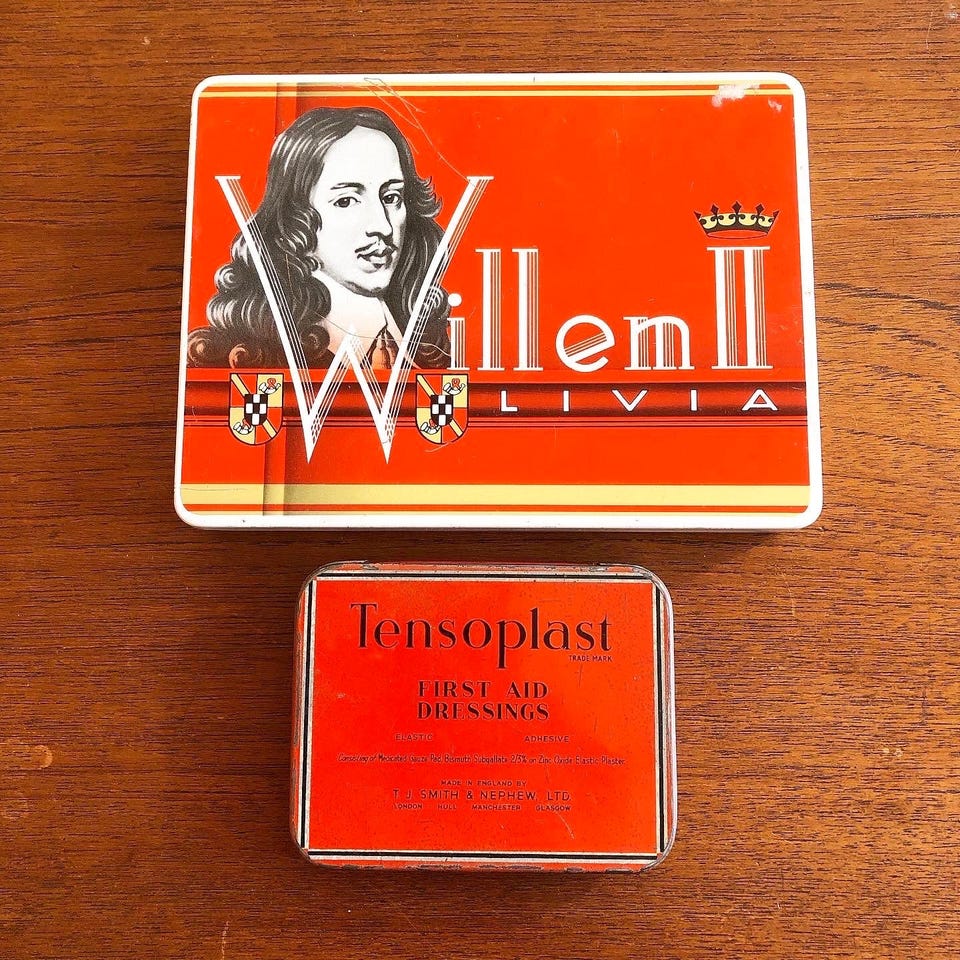 Willem II
LIVIA
Tensoplast
TRADE MARK
FIRST AID
DRESSINGS
ELASTIC ADHESIVE
Consisting of Medicated Gauze Pad, Bismuth Subgallate 2/3% on Zinc Oxide Elastic Plaster
MADE IN ENGLAND BY
T. J. SMITH & NEPHEW, LTD.
LONDON HULL MANCHESTER GLASGOW